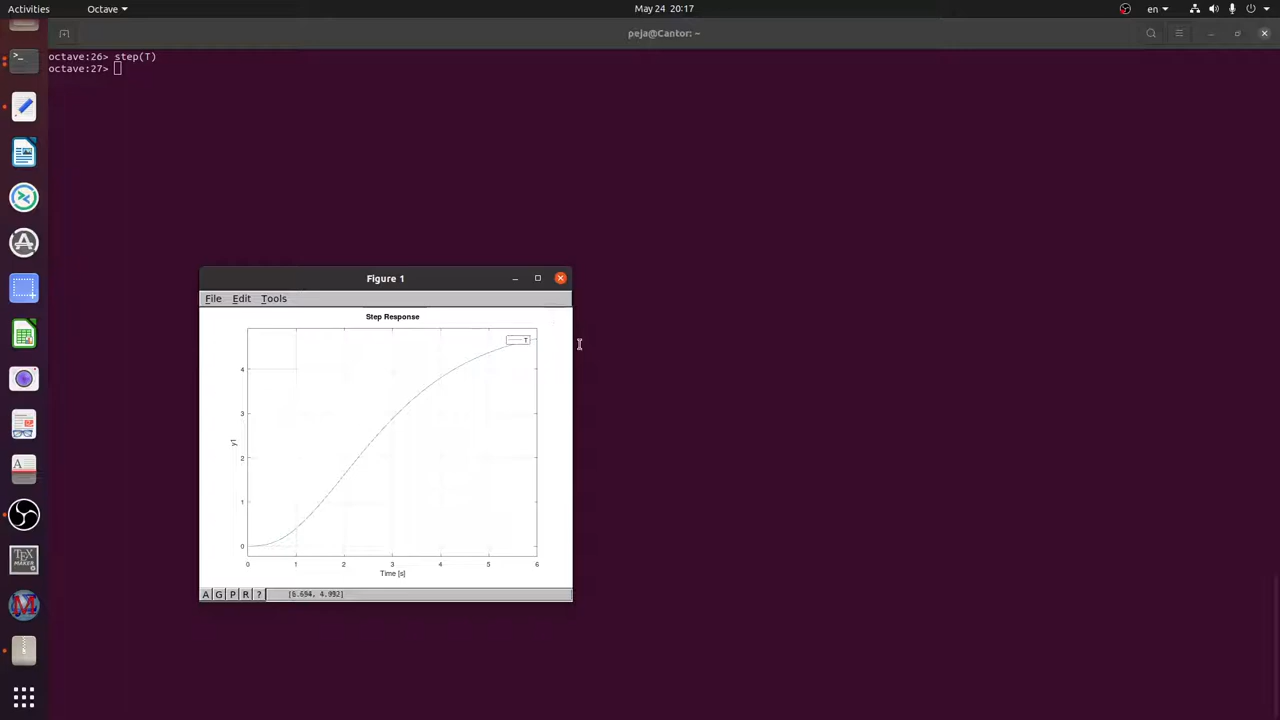 Activities Octave May 24 20:17 en
peja@Cantor: ~
octave:26> step(T)
octave:27>
Figure 1
File Edit Tools
Step Response
T
4
3
2
1
0
y1
0 1 2 3 4 5 6
Time [s]
A G P R ? [6.694, 4.992]
TEX
MAKER